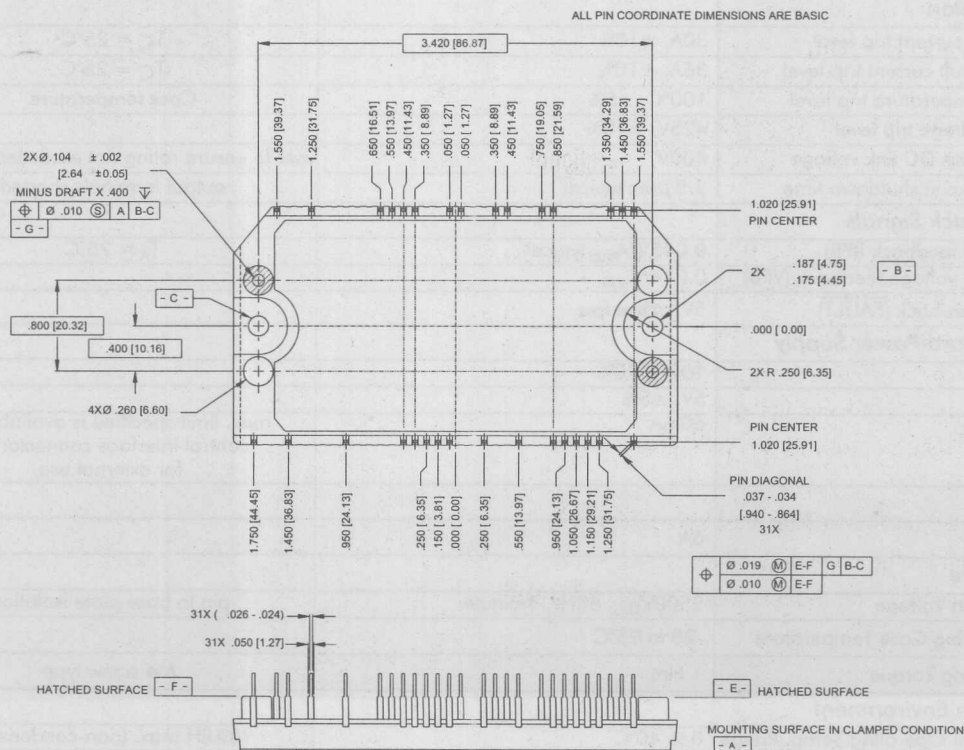 ALL PIN COORDINATE DIMENSIONS ARE BASIC
3.420 [86.87]
1.550 [39.37]
1.250 [31.75]
.650 [16.51]
.550 [13.97]
.450 [11.43]
.350 [ 8.89]
.050 [ 1.27]
.050 [ 1.27]
.350 [ 8.89]
.450 [11.43]
.750 [19.05]
.850 [21.59]
1.350 [34.29]
1.450 [36.83]
1.550 [39.37]
2X Ø.104 ± .002
[2.64 ±0.05]
MINUS DRAFT X .400 ↧
⌖ Ø .010 Ⓢ A B-C
- G -
1.020 [25.91]
PIN CENTER
2X .187 [4.75]
.175 [4.45]
- B -
- C -
.800 [20.32]
.400 [10.16]
.000 [ 0.00]
2X R .250 [6.35]
4XØ .260 [6.60]
PIN CENTER
1.020 [25.91]
PIN DIAGONAL
.037 - .034
[.940 - .864]
31X
1.750 [44.45]
1.450 [36.83]
.950 [24.13]
.250 [ 6.35]
.150 [ 3.81]
.000 [ 0.00]
.250 [ 6.35]
.550 [13.97]
.950 [24.13]
1.050 [26.67]
1.150 [29.21]
1.250 [31.75]
⌖ Ø .019 Ⓜ E-F G B-C
Ø .010 Ⓜ E-F
31X ( .026 - .024)
31X .050 [1.27]
HATCHED SURFACE - F -
- E - HATCHED SURFACE
MOUNTING SURFACE IN CLAMPED CONDITION
- A -